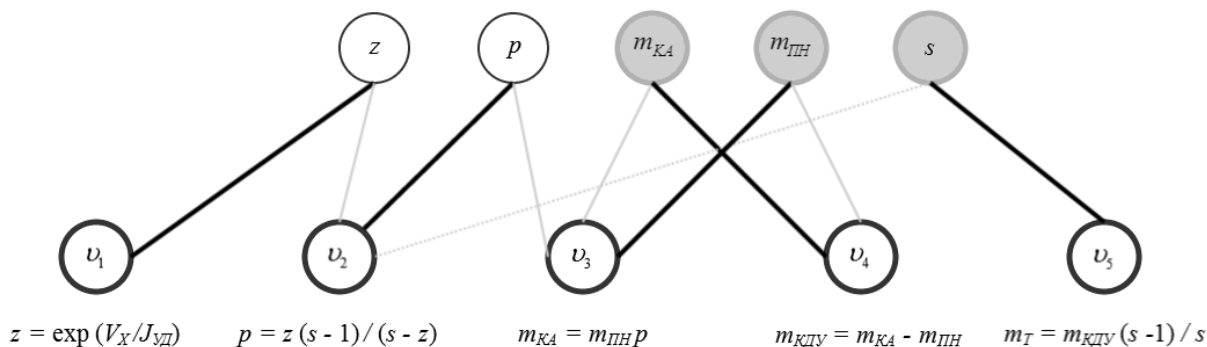 z p m_КА m_ПН s
υ₁ υ₂ υ₃ υ₄ υ₅
z = exp (V_X/J_УД) p = z (s - 1) / (s - z) m_КА = m_ПН p m_КДУ = m_КА - m_ПН m_Т = m_КДУ (s -1) / s